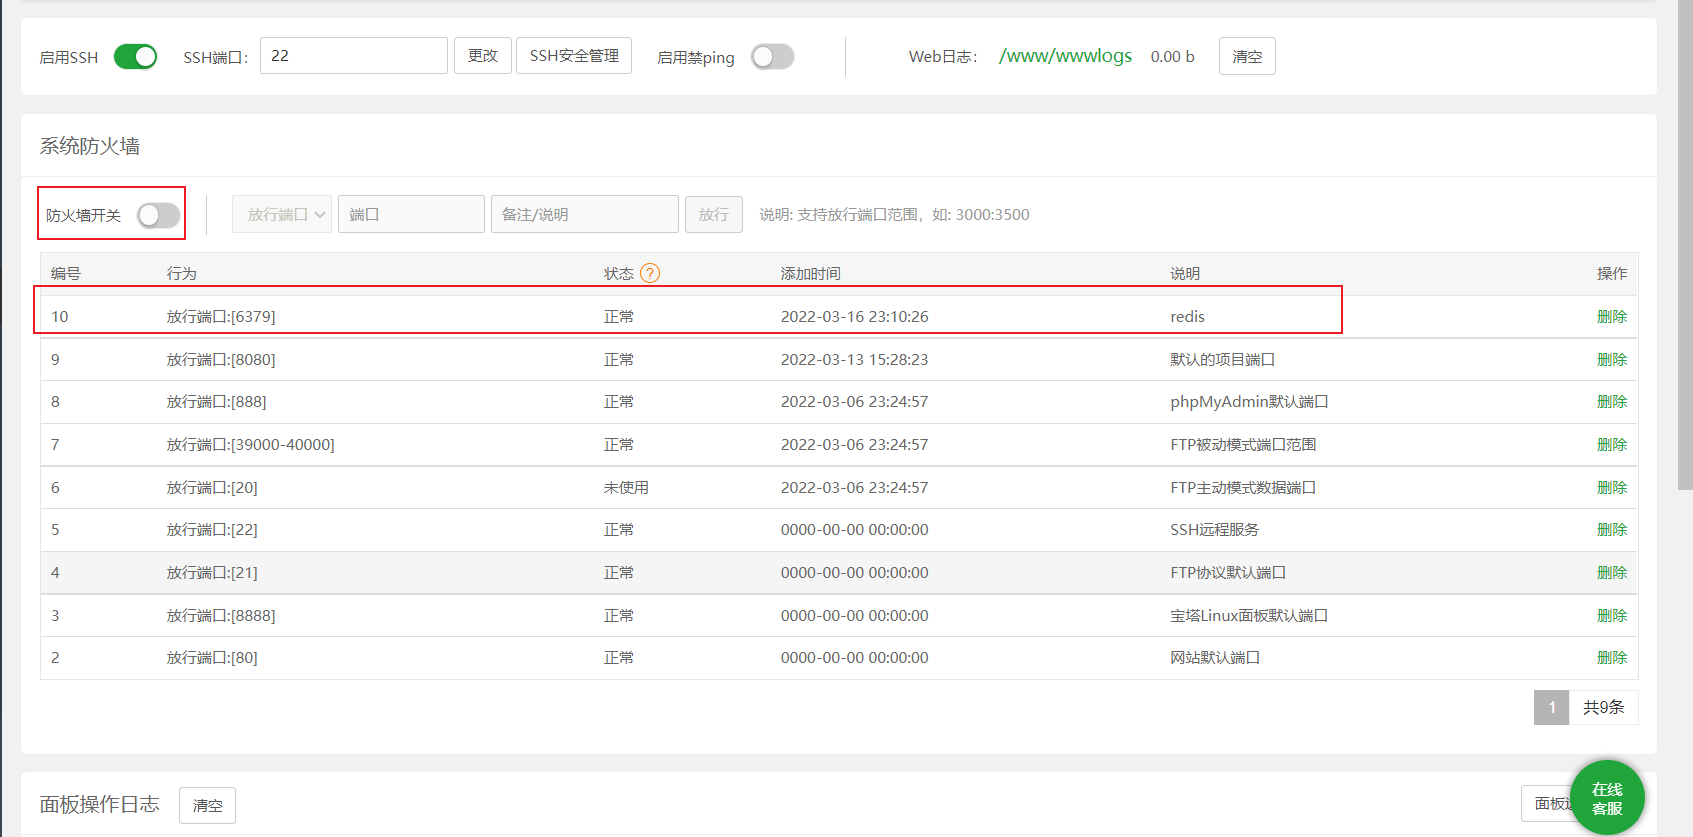 启用SSH SSH端口: 22 更改 SSH安全管理 启用禁ping Web日志: /www/wwwlogs 0.00 b 清空
系统防火墙
防火墙开关 放行端口 端口 备注/说明 放行 说明: 支持放行端口范围，如: 3000:3500
编号 行为 状态 ? 添加时间 说明 操作
10 放行端口:[6379] 正常 2022-03-16 23:10:26 redis 删除
9 放行端口:[8080] 正常 2022-03-13 15:28:23 默认的项目端口 删除
8 放行端口:[888] 正常 2022-03-06 23:24:57 phpMyAdmin默认端口 删除
7 放行端口:[39000-40000] 正常 2022-03-06 23:24:57 FTP被动模式端口范围 删除
6 放行端口:[20] 未使用 2022-03-06 23:24:57 FTP主动模式数据端口 删除
5 放行端口:[22] 正常 0000-00-00 00:00:00 SSH远程服务 删除
4 放行端口:[21] 正常 0000-00-00 00:00:00 FTP协议默认端口 删除
3 放行端口:[8888] 正常 0000-00-00 00:00:00 宝塔Linux面板默认端口 删除
2 放行端口:[80] 正常 0000-00-00 00:00:00 网站默认端口 删除
1 共9条
面板操作日志 清空 面板
在线
客服